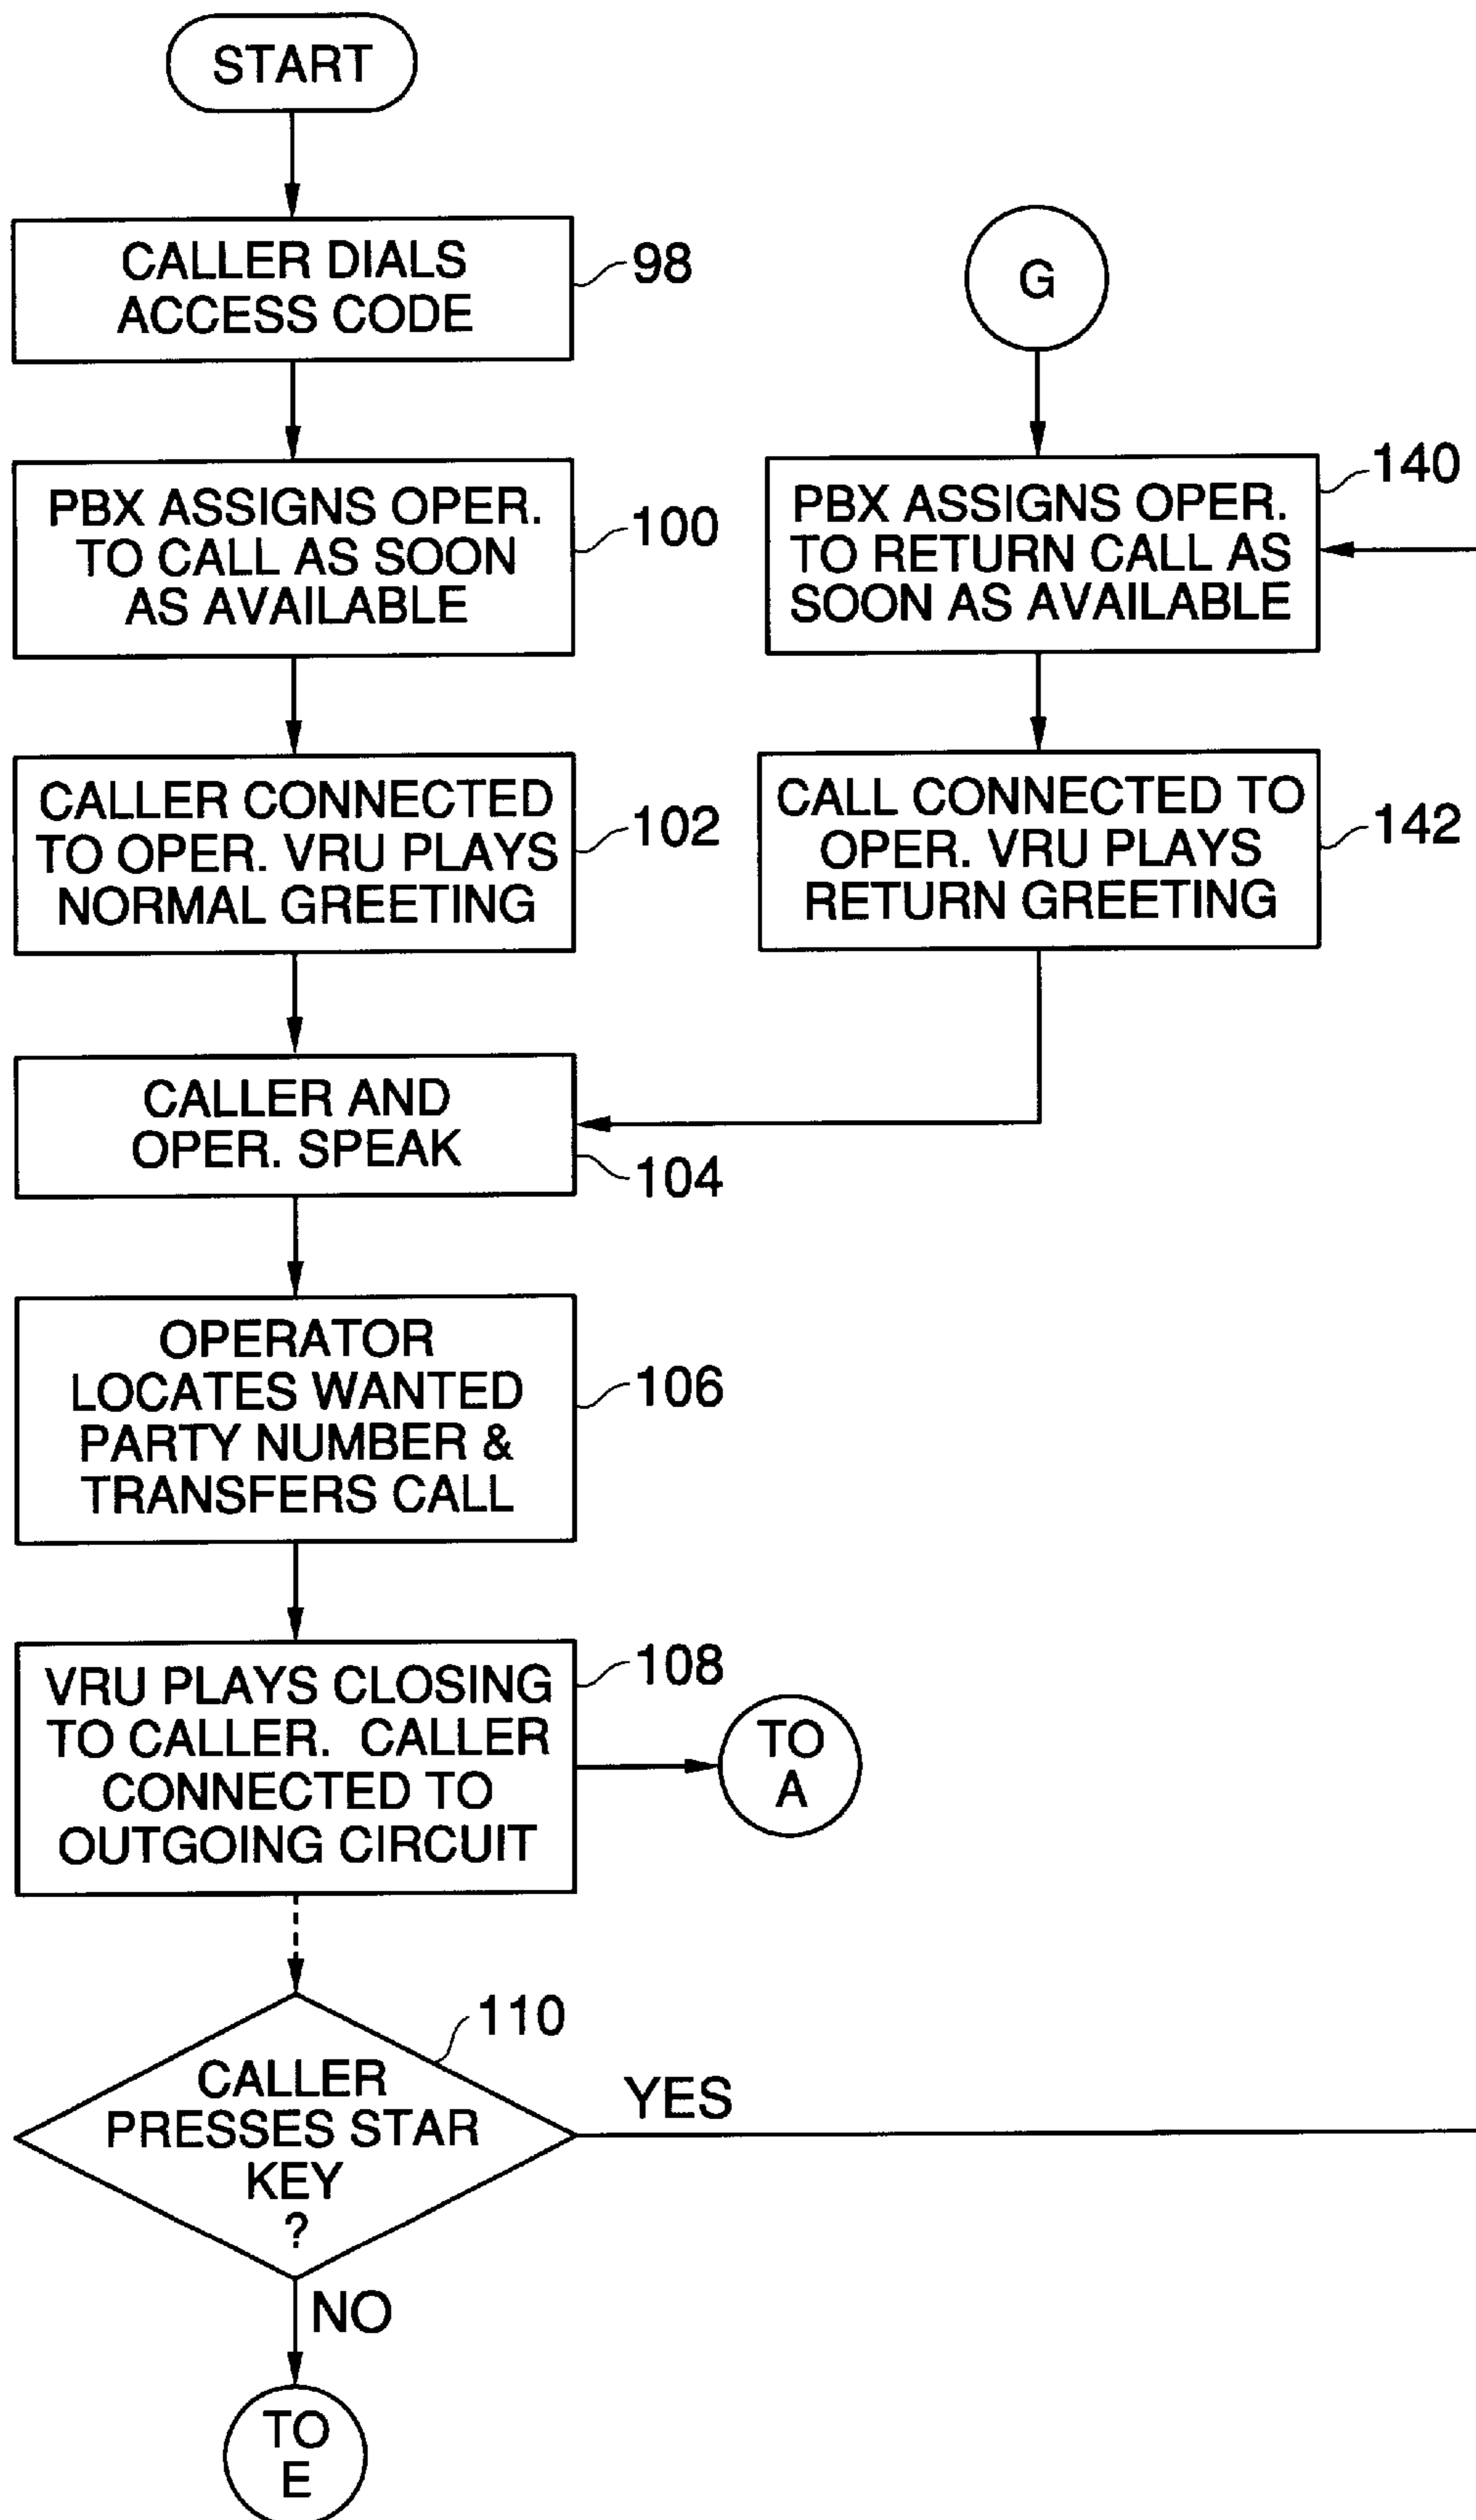 START
CALLER DIALS
ACCESS CODE
98
PBX ASSIGNS OPER.
TO CALL AS SOON
AS AVAILABLE
100
CALLER CONNECTED
TO OPER. VRU PLAYS
NORMAL GREETING
102
CALLER AND
OPER. SPEAK
104
OPERATOR
LOCATES WANTED
PARTY NUMBER &
TRANSFERS CALL
106
VRU PLAYS CLOSING
TO CALLER. CALLER
CONNECTED TO
OUTGOING CIRCUIT
108
TO
A
110
CALLER
PRESSES STAR
KEY
?
YES
NO
TO
E
G
PBX ASSIGNS OPER.
TO RETURN CALL AS
SOON AS AVAILABLE
140
CALL CONNECTED TO
OPER. VRU PLAYS
RETURN GREETING
142